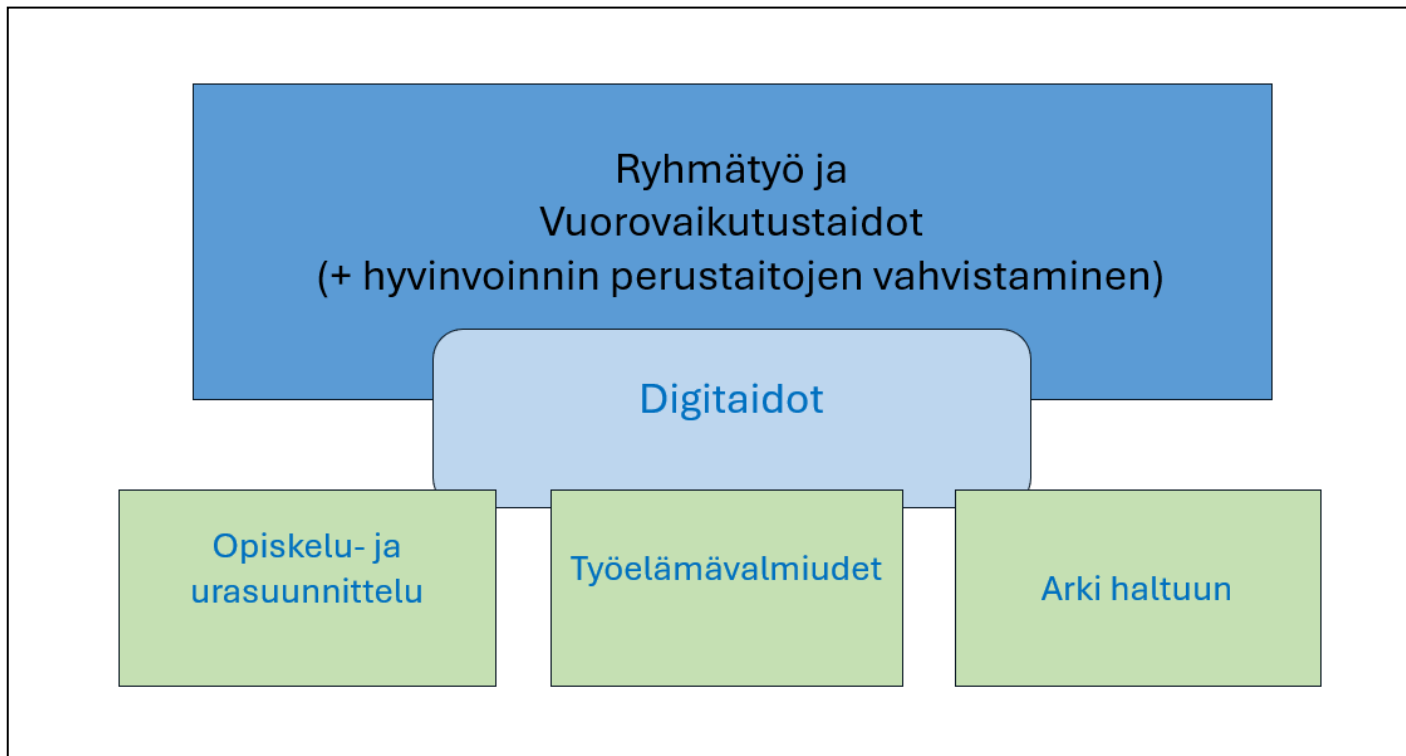 Ryhmätyö ja
Vuorovaikutustaidot
(+ hyvinvoinnin perustaitojen vahvistaminen)
Digitaidot
Opiskelu- ja
urasuunnittelu
Työelämävalmiudet
Arki haltuun